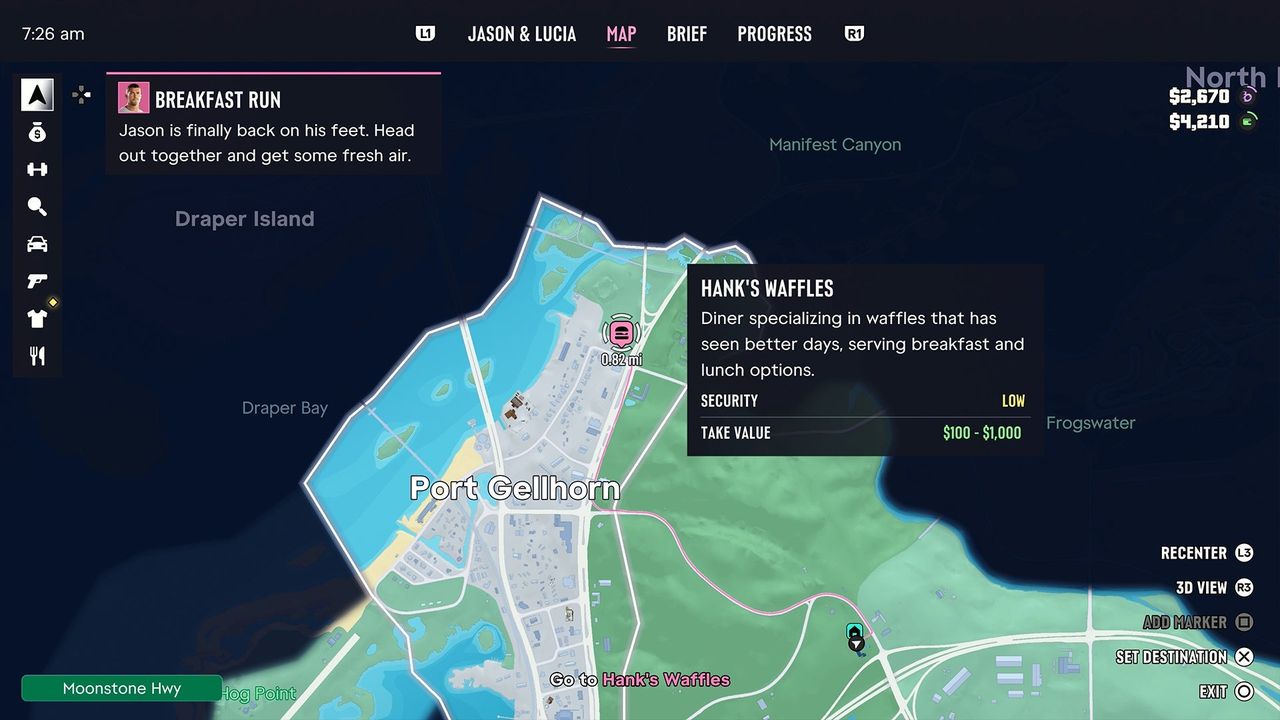 7:26 am
L1
JASON & LUCIA
MAP
BRIEF
PROGRESS
R1
North
$2,670
$4,210
BREAKFAST RUN
Jason is finally back on his feet. Head
out together and get some fresh air.
Manifest Canyon
Draper Island
HANK'S WAFFLES
Diner specializing in waffles that has
seen better days, serving breakfast and
lunch options.
SECURITY LOW
TAKE VALUE $100 - $1,000
0.82 mi
Draper Bay
Frogswater
Port Gellhorn
RECENTER L3
3D VIEW R3
ADD MARKER
SET DESTINATION
EXIT
Go to Hank's Waffles
Moonstone Hwy
Hog Point